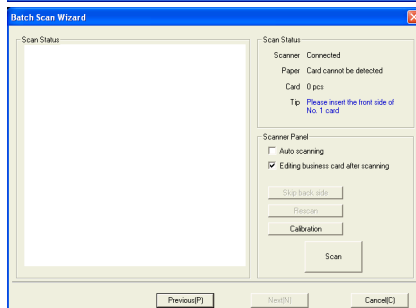 Batch Scan Wizard
Scan Status
Scan Status
Scanner Connected
Paper Card cannot be detected
Card 0 pcs
Tip Please insert the front side of
No. 1 card
Scanner Panel
Auto scanning
Editing business card after scanning
Skip back side
Rescan
Calibration
Scan
Previous(P)
Next(N)
Cancel(C)